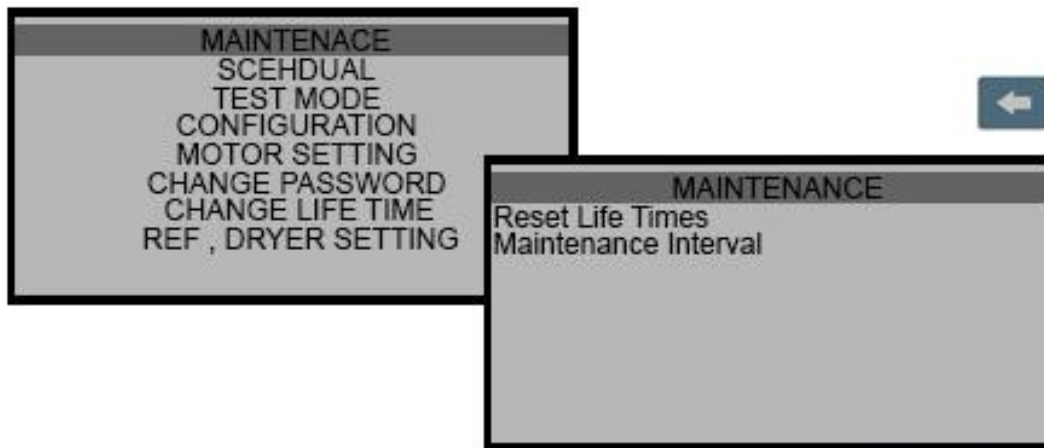 MAINTENACE
SCEHDUAL
TEST MODE
CONFIGURATION
MOTOR SETTING
CHANGE PASSWORD
CHANGE LIFE TIME
REF , DRYER SETTING
MAINTENANCE
Reset Life Times
Maintenance Interval